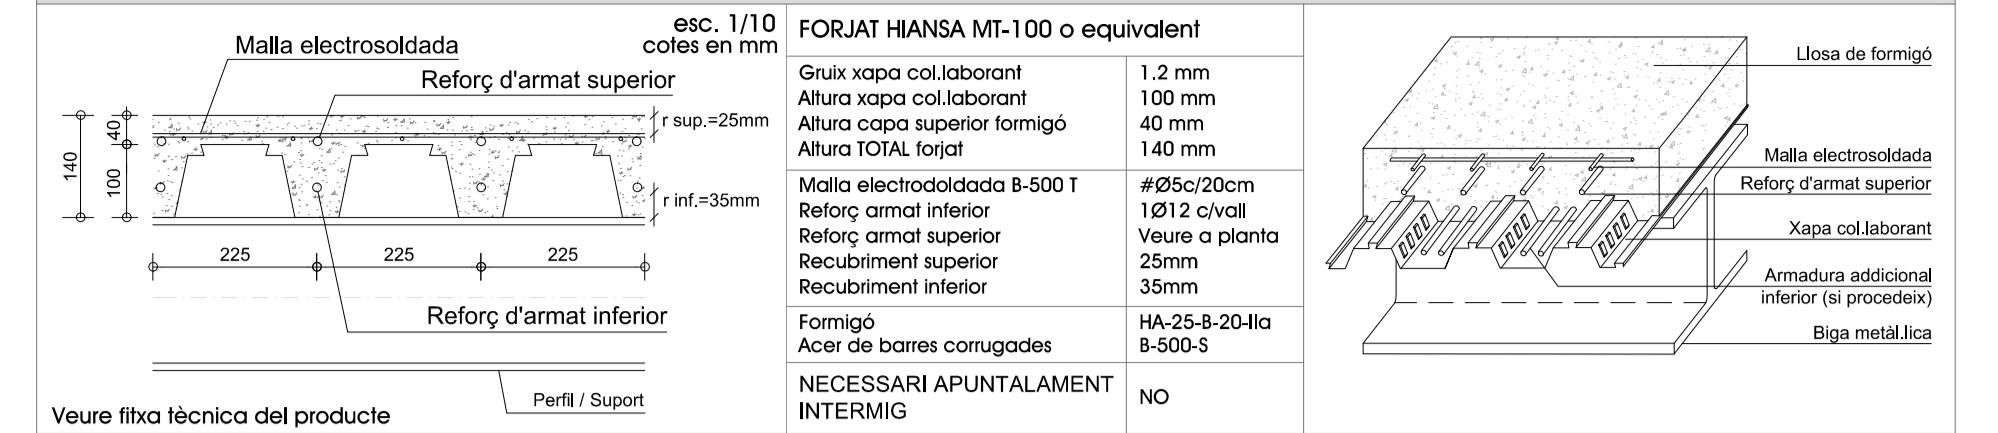 esc. 1/10
cotes en mm
Malla electrosoldada
Reforç d'armat superior
r sup.=25mm
40
140
100
r inf.=35mm
225
225
225
Reforç d'armat inferior
Perfil / Suport
Veure fitxa tècnica del producte
FORJAT HIANSA MT-100 o equivalent
Gruix xapa col.laborant 1.2 mm
Altura xapa col.laborant 100 mm
Altura capa superior formigó 40 mm
Altura TOTAL forjat 140 mm
Malla electrodoldada B-500 T #Ø5c/20cm
Reforç armat inferior 1Ø12 c/vall
Reforç armat superior Veure a planta
Recubriment superior 25mm
Recubriment inferior 35mm
Formigó HA-25-B-20-IIa
Acer de barres corrugades B-500-S
NECESSARI APUNTALAMENT
INTERMIG
NO
Llosa de formigó
Malla electrosoldada
Reforç d'armat superior
Xapa col.laborant
Armadura addicional
inferior (si procedeix)
Biga metàl.lica